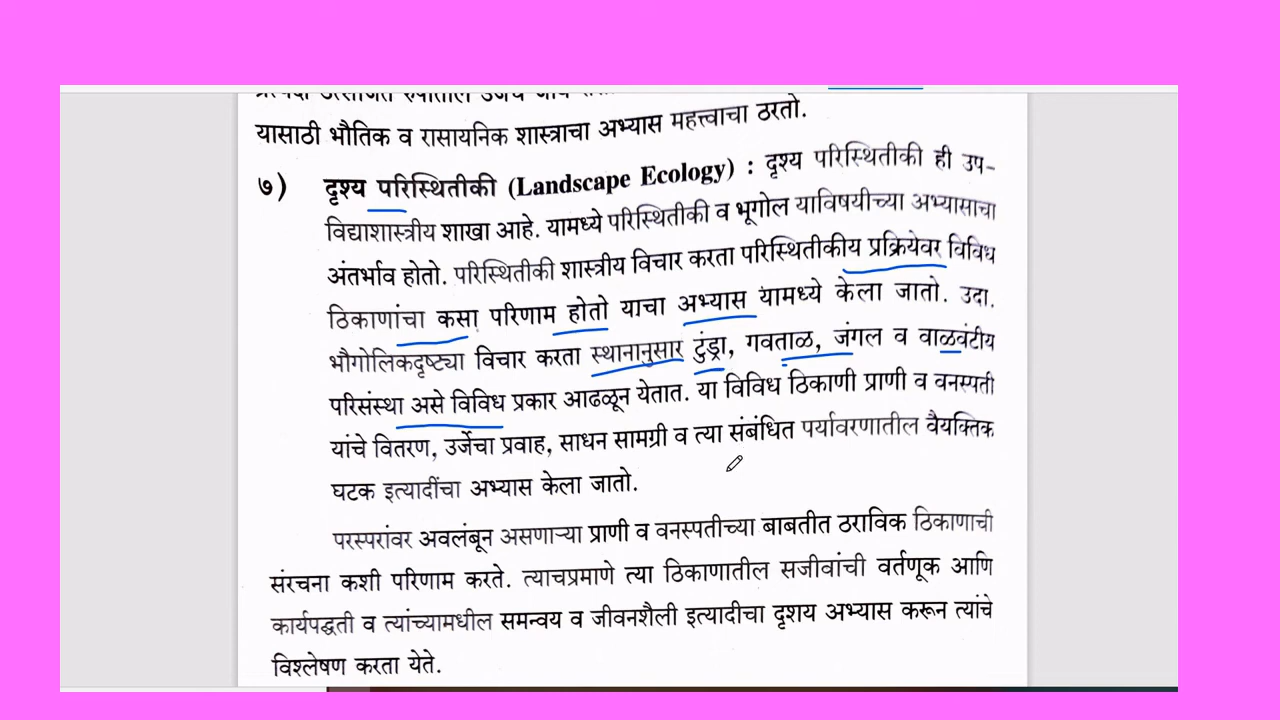 यासाठी भौतिक व रासायनिक शास्त्राचा अभ्यास महत्त्वाचा ठरतो.
७) दृश्य परिस्थितीकी (Landscape Ecology) : दृश्य परिस्थितीकी ही उप-
विद्याशास्त्रीय शाखा आहे. यामध्ये परिस्थितीकी व भूगोल याविषयीच्या अभ्यासाचा
अंतर्भाव होतो. परिस्थितीकी शास्त्रीय विचार करता परिस्थितीकीय प्रक्रियेवर विविध
ठिकाणांचा कसा परिणाम होतो याचा अभ्यास यामध्ये केला जातो. उदा.
भौगोलिकदृष्ट्या विचार करता स्थानानुसार टुंड्रा, गवताळ, जंगल व वाळवंटीय
परिसंस्था असे विविध प्रकार आढळून येतात. या विविध ठिकाणी प्राणी व वनस्पती
यांचे वितरण, उर्जेचा प्रवाह, साधन सामग्री व त्या संबंधित पर्यावरणातील वैयक्तिक
घटक इत्यादींचा अभ्यास केला जातो.
परस्परांवर अवलंबून असणाऱ्या प्राणी व वनस्पतीच्या बाबतीत ठराविक ठिकाणाची
संरचना कशी परिणाम करते. त्याचप्रमाणे त्या ठिकाणातील सजीवांची वर्तणूक आणि
कार्यपद्धती व त्यांच्यामधील समन्वय व जीवनशैली इत्यादीचा दृशय अभ्यास करून त्यांचे
विश्लेषण करता येते.